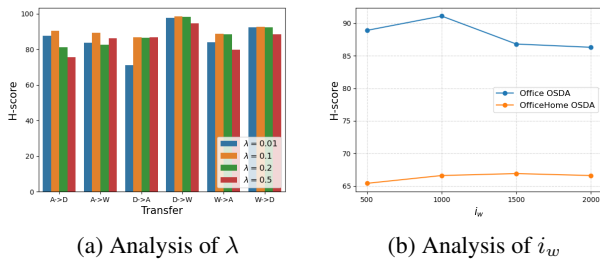 H-score
100
80
60
40
20
0
A->D A->W D->A D->W W->A W->D
Transfer
λ = 0.01
λ = 0.1
λ = 0.2
λ = 0.5
(a) Analysis of λ
H-score
90
85
80
75
70
65
500 1000 1500 2000
i_w
Office OSDA
OfficeHome OSDA
(b) Analysis of i_w